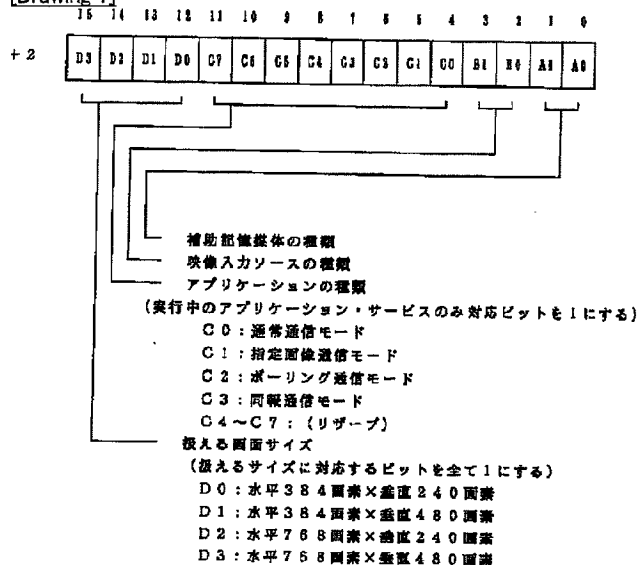 [Drawing 7]
15 14 13 12 11 10 9 8 7 6 5 4 3 2 1 0
+2 D3 D2 D1 D0 C7 C6 C5 C4 C3 C2 C1 C0 B1 B0 A1 A0
補助記憶媒体の種類
映像入力ソースの種類
アプリケーションの種類
(実行中のアプリケーション・サービスのみ対応ビットを1にする)
C0:通常通信モード
C1:指定画像通信モード
C2:ポーリング通信モード
C3:同報通信モード
C4~C7:(リザーブ)
扱える画面サイズ
(扱えるサイズに対応するビットを全て1にする)
D0:水平384画素×垂直240画素
D1:水平384画素×垂直480画素
D2:水平768画素×垂直240画素
D3:水平768画素×垂直480画素